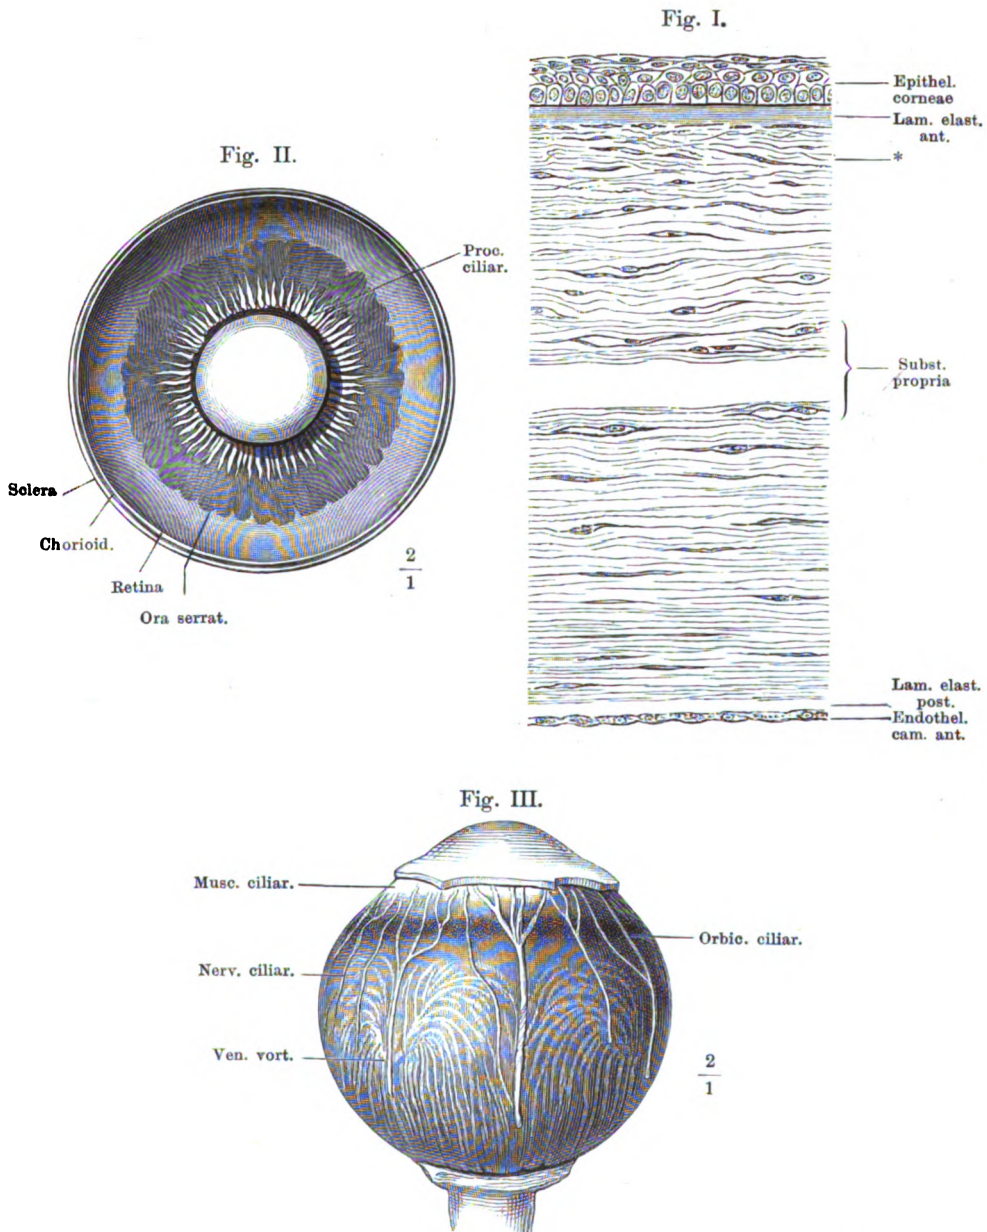 Fig. I.
Epithel.
corneae
Lam. elast.
ant.
*
Subst.
propria
Lam. elast.
post.
Endothel.
cam. ant.
Fig. II.
Proc.
ciliar.
Sclera
Chorioid.
Retina
Ora serrat.
2
1
Fig. III.
Musc. ciliar.
Orbic. ciliar.
Nerv. ciliar.
Ven. vort.
2
1